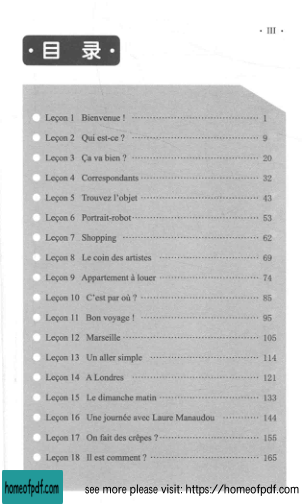 · III ·
· 目 录 ·
Leçon 1 Bienvenue ! ········ 1
Leçon 2 Qui est-ce ? ········ 9
Leçon 3 Ça va bien ? ········ 20
Leçon 4 Correspondants ········ 32
Leçon 5 Trouvez l'objet ········ 43
Leçon 6 Portrait-robot ········ 53
Leçon 7 Shopping ········ 62
Leçon 8 Le coin des artistes ········ 69
Leçon 9 Appartement à louer ········ 74
Leçon 10 C'est par où ? ········ 85
Leçon 11 Bon voyage ! ········ 95
Leçon 12 Marseille ········ 105
Leçon 13 Un aller simple ········ 114
Leçon 14 A Londres ········ 121
Leçon 15 Le dimanche matin ········ 133
Leçon 16 Une journée avec Laure Manaudou ········ 144
Leçon 17 On fait des crêpes ? ········ 155
Leçon 18 Il est comment ? ········ 165
homeofpdf.com see more please visit: https://homeofpdf.com